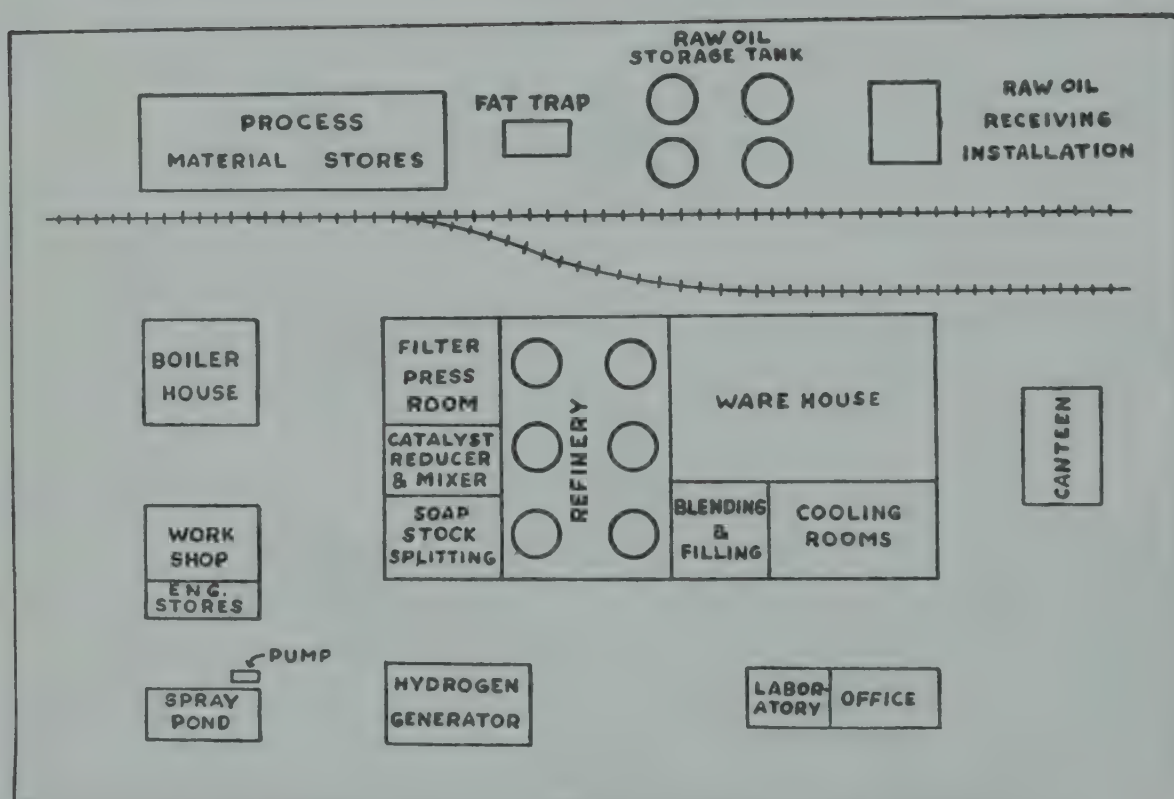 RAW OIL
STORAGE TANK
PROCESS
MATERIAL STORES
FAT TRAP
RAW OIL
RECEIVING
INSTALLATION
BOILER
HOUSE
FILTER
PRESS
ROOM
CATALYST
REDUCER
& MIXER
SOAP
STOCK
SPLITTING
REFINERY
WARE HOUSE
BLENDING
&
FILLING
COOLING
ROOMS
CANTEEN
WORK
SHOP
ENG.
STORES
PUMP
SPRAY
POND
HYDROGEN
GENERATOR
LABOR-
ATORY
OFFICE